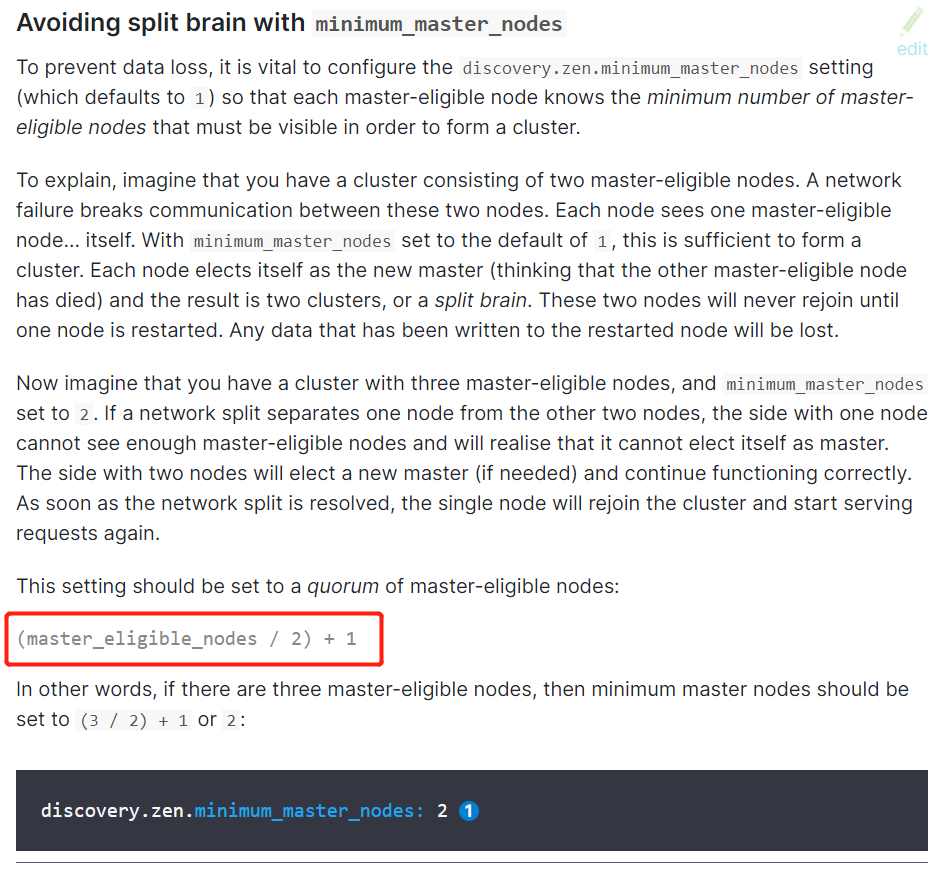 Avoiding split brain with minimum_master_nodes
edit
To prevent data loss, it is vital to configure the discovery.zen.minimum_master_nodes setting
(which defaults to 1) so that each master-eligible node knows the minimum number of master-
eligible nodes that must be visible in order to form a cluster.
To explain, imagine that you have a cluster consisting of two master-eligible nodes. A network
failure breaks communication between these two nodes. Each node sees one master-eligible
node… itself. With minimum_master_nodes set to the default of 1, this is sufficient to form a
cluster. Each node elects itself as the new master (thinking that the other master-eligible node
has died) and the result is two clusters, or a split brain. These two nodes will never rejoin until
one node is restarted. Any data that has been written to the restarted node will be lost.
Now imagine that you have a cluster with three master-eligible nodes, and minimum_master_nodes
set to 2. If a network split separates one node from the other two nodes, the side with one node
cannot see enough master-eligible nodes and will realise that it cannot elect itself as master.
The side with two nodes will elect a new master (if needed) and continue functioning correctly.
As soon as the network split is resolved, the single node will rejoin the cluster and start serving
requests again.
This setting should be set to a quorum of master-eligible nodes:
(master_eligible_nodes / 2) + 1
In other words, if there are three master-eligible nodes, then minimum master nodes should be
set to (3 / 2) + 1 or 2:
discovery.zen.minimum_master_nodes: 2 1